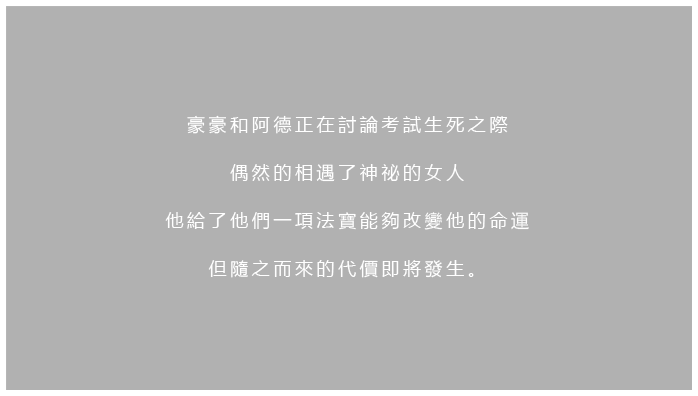 豪豪和阿德正在討論考試生死之際
偶然的相遇了神祕的女人
他給了他們一項法寶能夠改變他的命運
但隨之而來的代價即將發生。